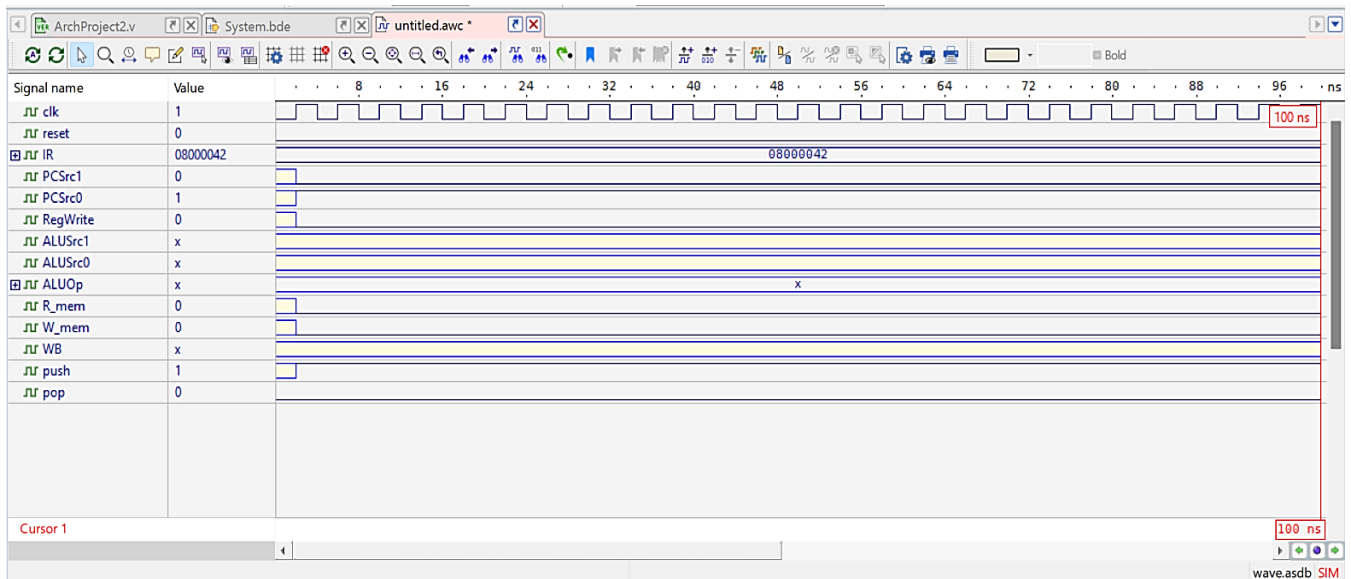 ArchProject2.v System.bde untitled.awc *
Bold
Signal name Value 8 16 24 32 40 48 56 64 72 80 88 96 ns
clk 1 100 ns
reset 0
IR 08000042 08000042
PCSrc1 0
PCSrc0 1
RegWrite 0
ALUSrc1 x
ALUSrc0 x
ALUOp x x
R_mem 0
W_mem 0
WB x
push 1
pop 0
Cursor 1 100 ns
wave.asdb SIM